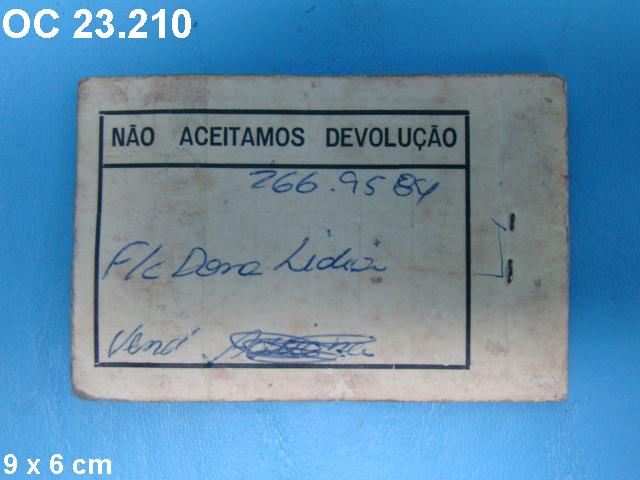 OC 23.210
NÃO ACEITAMOS DEVOLUÇÃO
266.95 84
F/c Dona Lidia
9 x 6 cm